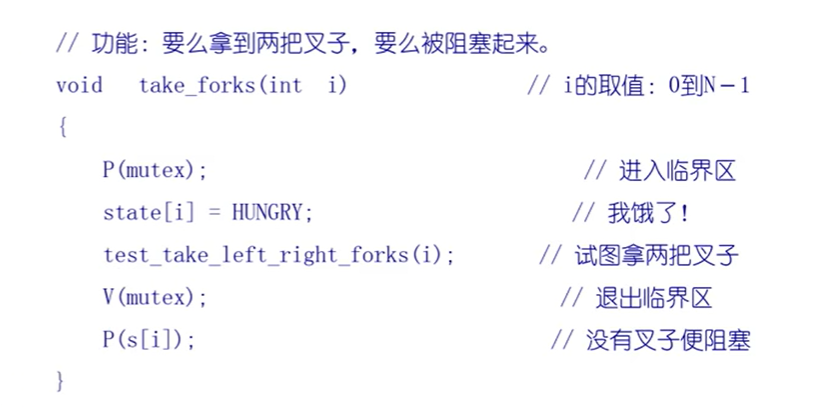 // 功能: 要么拿到两把叉子，要么被阻塞起来。
void take_forks(int i) // i的取值: 0到N-1
{
P(mutex); // 进入临界区
state[i] = HUNGRY; // 我饿了!
test_take_left_right_forks(i); // 试图拿两把叉子
V(mutex); // 退出临界区
P(s[i]); // 没有叉子便阻塞
}